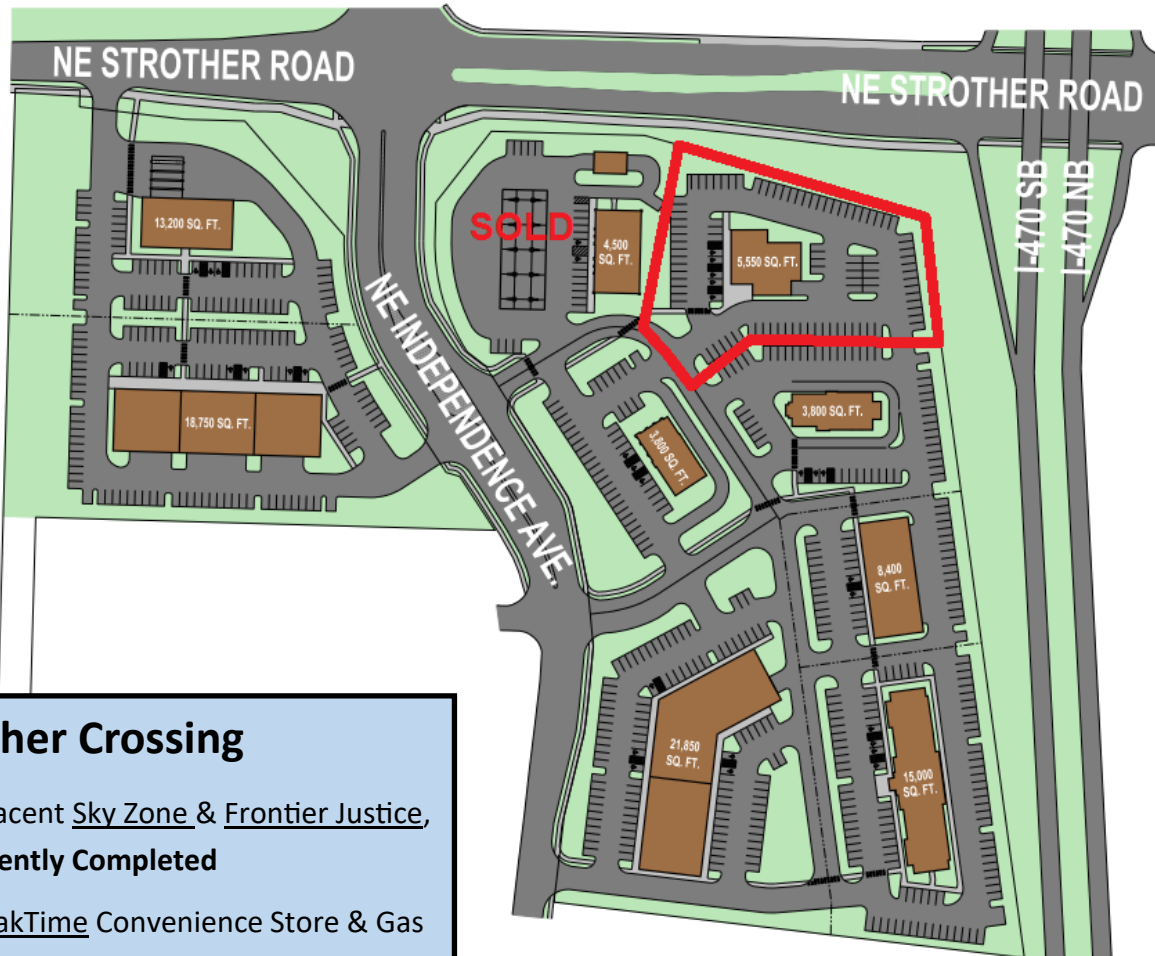 NE STROTHER ROAD
NE STROTHER ROAD
I-470 SB
I-470 NB
13,200 SQ. FT.
SOLD
4,500
SQ. FT.
5,550 SQ. FT.
NE INDEPENDENCE AVE.
18,750 SQ. FT.
3,800 SQ. FT.
3,800 SQ. FT.
8,400
SQ. FT.
21,850
SQ. FT.
15,000
SQ. FT.
her Crossing
acent Sky Zone & Frontier Justice,
ently Completed
akTime Convenience Store & Gas